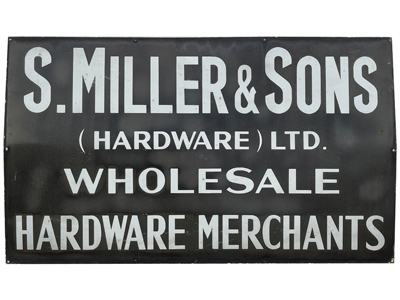 S. MILLER & SONS
(HARDWARE) LTD.
WHOLESALE
HARDWARE MERCHANTS